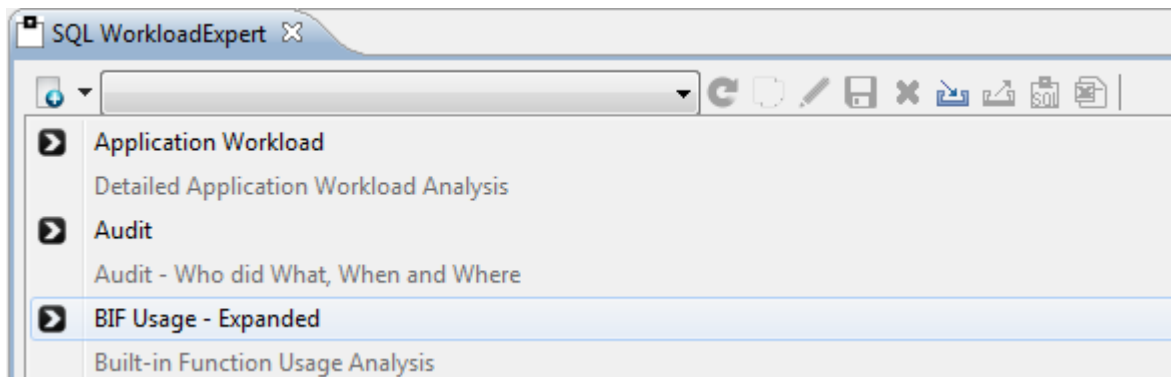 SQL WorkloadExpert
SQL
Application Workload
Detailed Application Workload Analysis
Audit
Audit - Who did What, When and Where
BIF Usage - Expanded
Built-in Function Usage Analysis